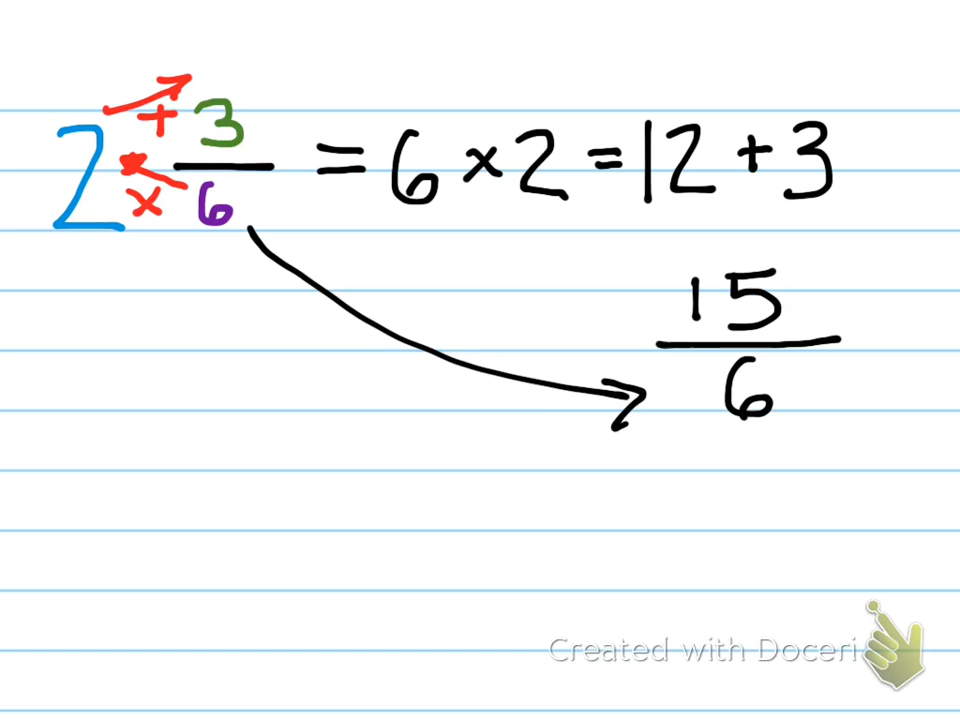 2 + 3/6 = 6 x 2 = 12 + 3
x
15
6
Created with Doceri